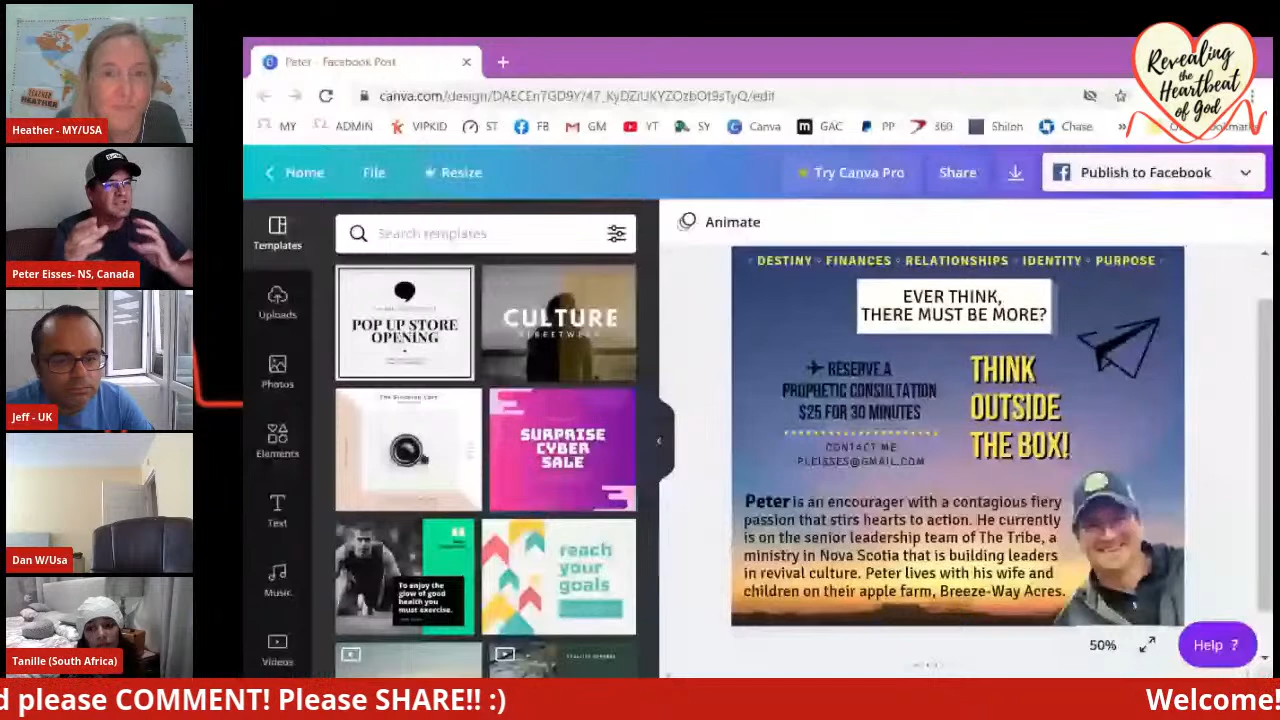 TEACHER
HEATHER
Heather - MY/USA
Peter Eisses- NS, Canada
Jeff - UK
Dan W/Usa
Tanille (South Africa)
Peter - Facebook Post
canva.com/design/
/edit
MY
ADMIN
VIPKID
ST
FB
GM
YT
SY
Canva
GAC
PP
360
Shiloh
Chase
»
Revealing
the
Heartbeat
of God
Home
File
Resize
Try Canva Pro
Share
Publish to Facebook
Templates
Uploads
Photos
Elements
Text
Music
Videos
Search templates
POP UP STORE
OPENING
CULTURE
STREETWEAR
SURPRISE
CYBER
SALE
To enjoy the
glow of good
health you
must exercise.
reach
your
goals
Animate
DESTINY ◦ FINANCES ◦ RELATIONSHIPS ◦ IDENTITY ◦ PURPOSE
EVER THINK,
THERE MUST BE MORE?
RESERVE A
PROPHETIC CONSULTATION
$25 FOR 30 MINUTES
CONTACT ME
PLEISSES@GMAIL.COM
THINK
OUTSIDE
THE BOX!
Peter is an encourager with a contagious fiery
passion that stirs hearts to action. He currently
is on the senior leadership team of The Tribe, a
ministry in Nova Scotia that is building leaders
in revival culture. Peter lives with his wife and
children on their apple farm, Breeze-Way Acres.
50%
Help ?
d please COMMENT! Please SHARE!! :)
Welcome!